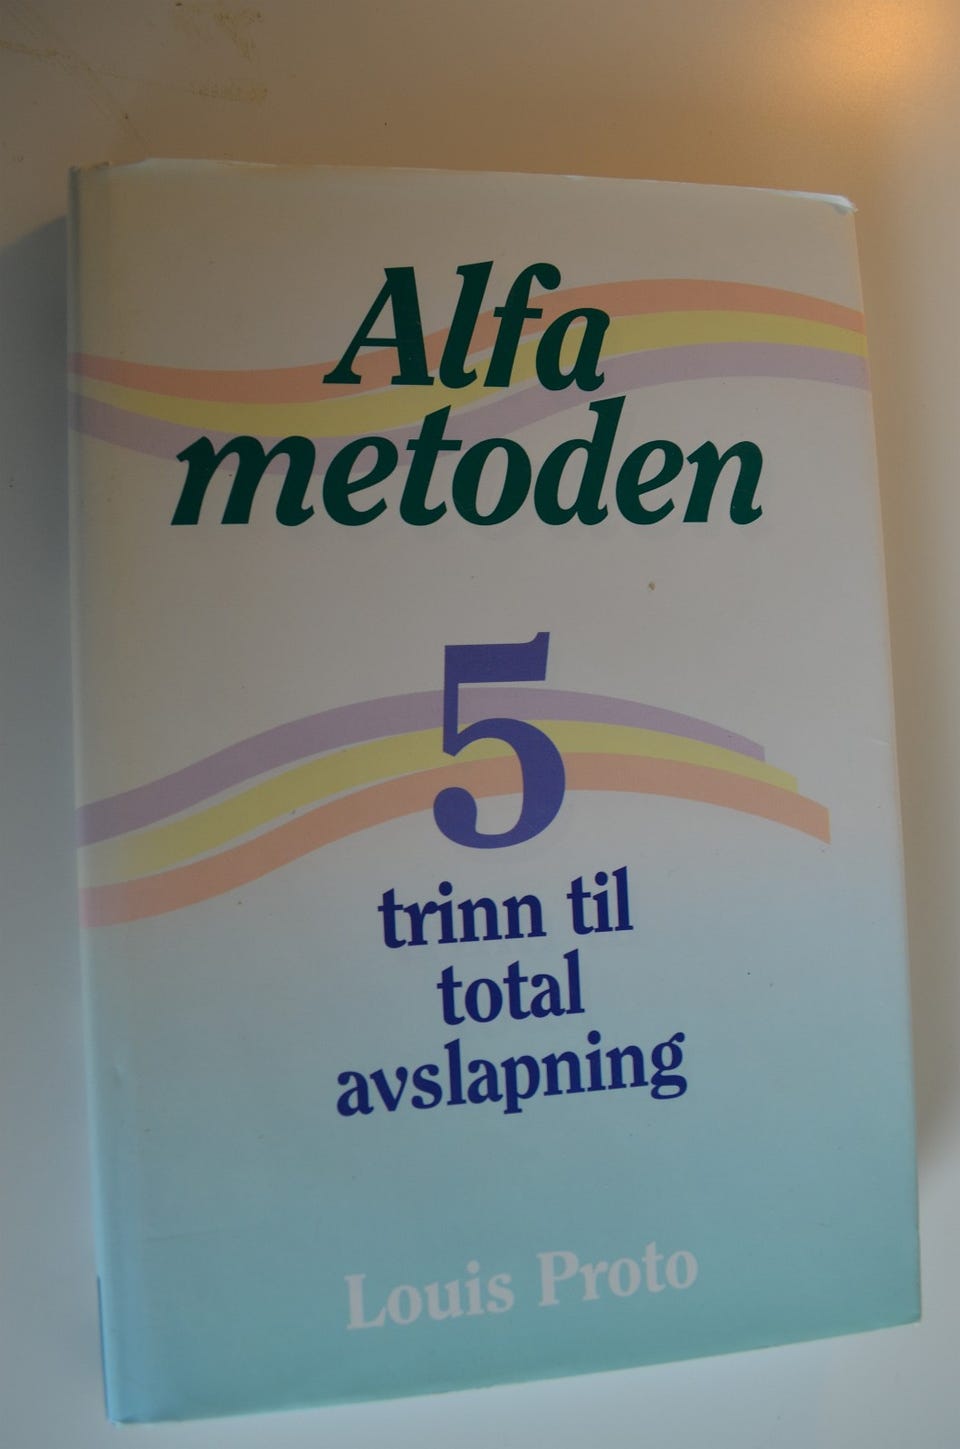 Alfa
metoden
5
trinn til
total
avslapning
Louis Proto